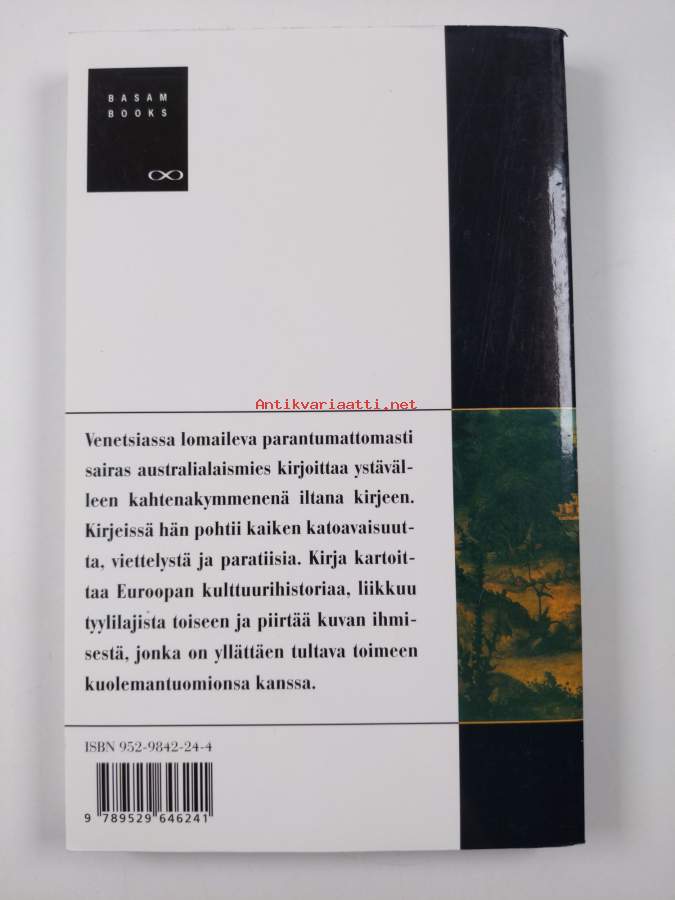 BASAM
BOOKS
Antikvariaatti.net
Venetsiassa lomaileva parantumattomasti
sairas australialaismies kirjoittaa ystäväl-
leen kahtenakymmenenä iltana kirjeen.
Kirjeissä hän pohtii kaiken katoavaisuut-
ta, viettelystä ja paratiisia. Kirja kartoit-
taa Euroopan kulttuurihistoriaa, liikkuu
tyylilajista toiseen ja piirtää kuvan ihmi-
sestä, jonka on yllättäen tultava toimeen
kuolemantuomionsa kanssa.
ISBN 952-9842-24-4
9 789529 646241